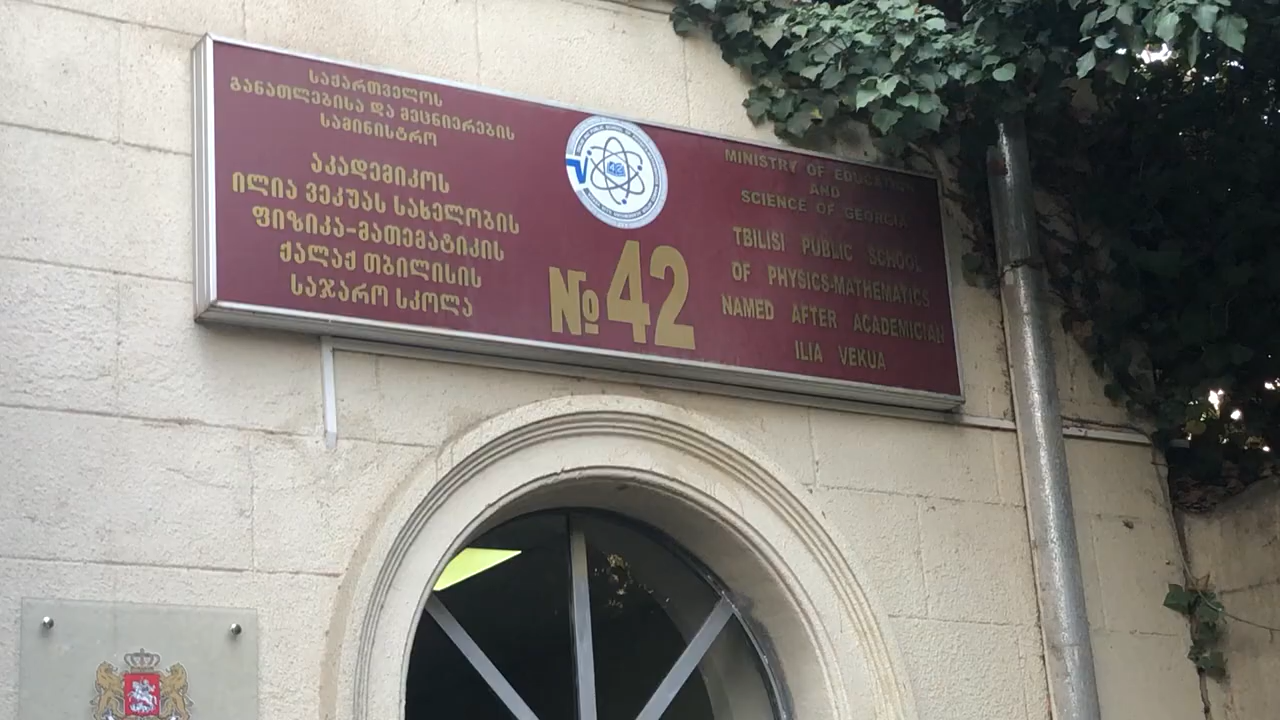 საქართველოს
განათლებისა და მეცნიერების
სამინისტრო
აკადემიკოს
ილია ვეკუას სახელობის
ფიზიკა-მათემატიკის
ქალაქ თბილისის
საჯარო სკოლა
42
№42
MINISTRY OF EDUCATION
AND
SCIENCE OF GEORGIA
TBILISI PUBLIC SCHOOL
OF PHYSICS-MATHEMATICS
NAMED AFTER ACADEMICIAN
ILIA VEKUA